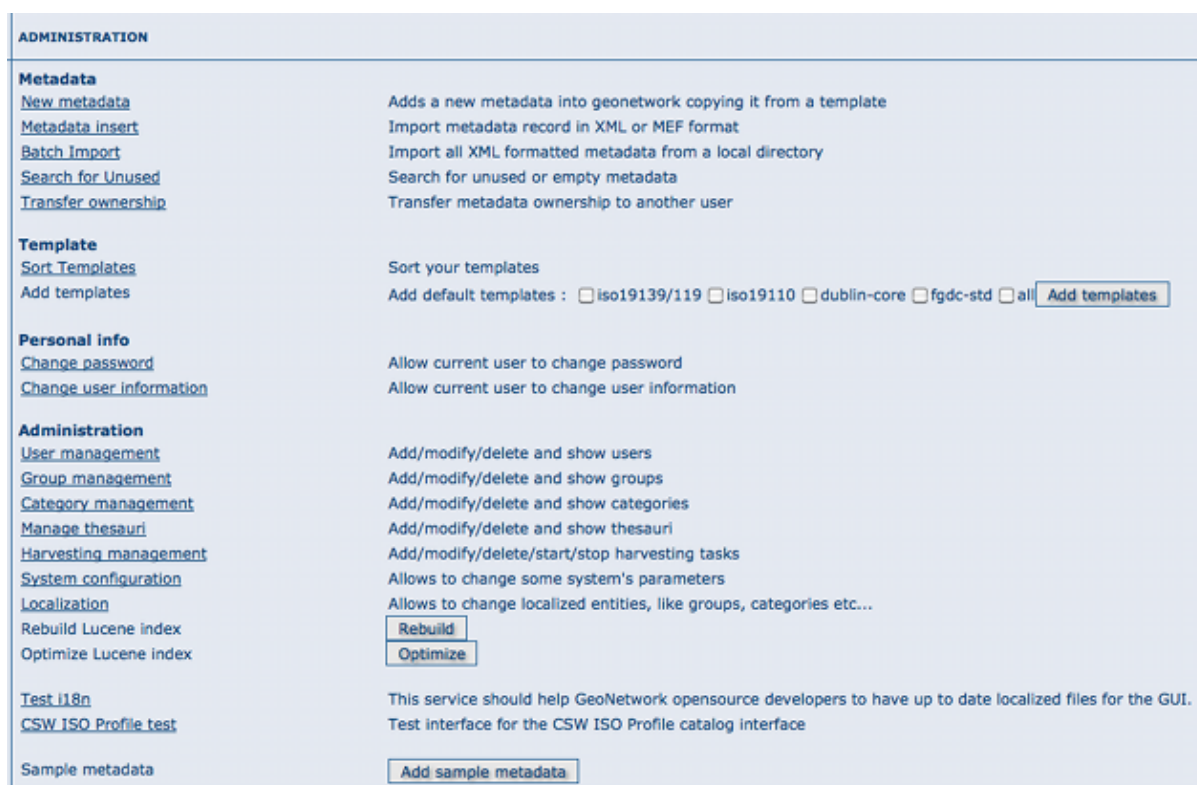 ADMINISTRATION
Metadata
New metadata Adds a new metadata into geonetwork copying it from a template
Metadata insert Import metadata record in XML or MEF format
Batch Import Import all XML formatted metadata from a local directory
Search for Unused Search for unused or empty metadata
Transfer ownership Transfer metadata ownership to another user
Template
Sort Templates Sort your templates
Add templates Add default templates : iso19139/119 iso19110 dublin-core fgdc-std all Add templates
Personal info
Change password Allow current user to change password
Change user information Allow current user to change user information
Administration
User management Add/modify/delete and show users
Group management Add/modify/delete and show groups
Category management Add/modify/delete and show categories
Manage thesauri Add/modify/delete and show thesauri
Harvesting management Add/modify/delete/start/stop harvesting tasks
System configuration Allows to change some system's parameters
Localization Allows to change localized entities, like groups, categories etc...
Rebuild Lucene index Rebuild
Optimize Lucene index Optimize
Test i18n This service should help GeoNetwork opensource developers to have up to date localized files for the GUI.
CSW ISO Profile test Test interface for the CSW ISO Profile catalog interface
Sample metadata Add sample metadata